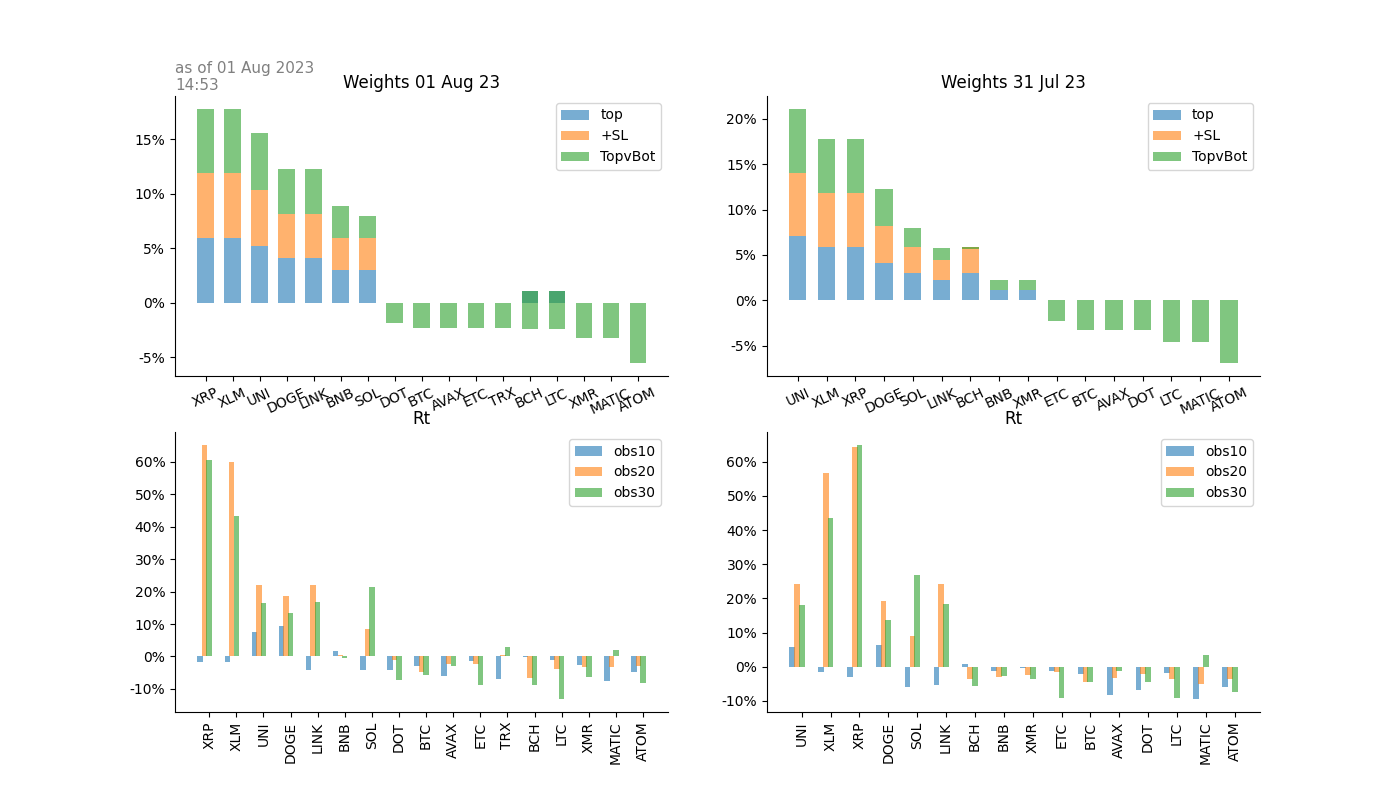 as of 01 Aug 2023
14:53
Weights 01 Aug 23
15%
10%
5%
0%
-5%
top
+SL
TopvBot
XRP XLM UNI DOGE LINK BNB SOL DOT BTC AVAX ETC TRX BCH LTC XMR MATIC ATOM
Weights 31 Jul 23
20%
15%
10%
5%
0%
-5%
top
+SL
TopvBot
UNI XLM XRP DOGE SOL LINK BCH BNB XMR ETC BTC AVAX DOT LTC MATIC ATOM
Rt
60%
50%
40%
30%
20%
10%
0%
-10%
obs10
obs20
obs30
XRP XLM UNI DOGE LINK BNB SOL DOT BTC AVAX ETC TRX BCH LTC XMR MATIC ATOM
Rt
60%
50%
40%
30%
20%
10%
0%
-10%
obs10
obs20
obs30
UNI XLM XRP DOGE SOL LINK BCH BNB XMR ETC BTC AVAX DOT LTC MATIC ATOM